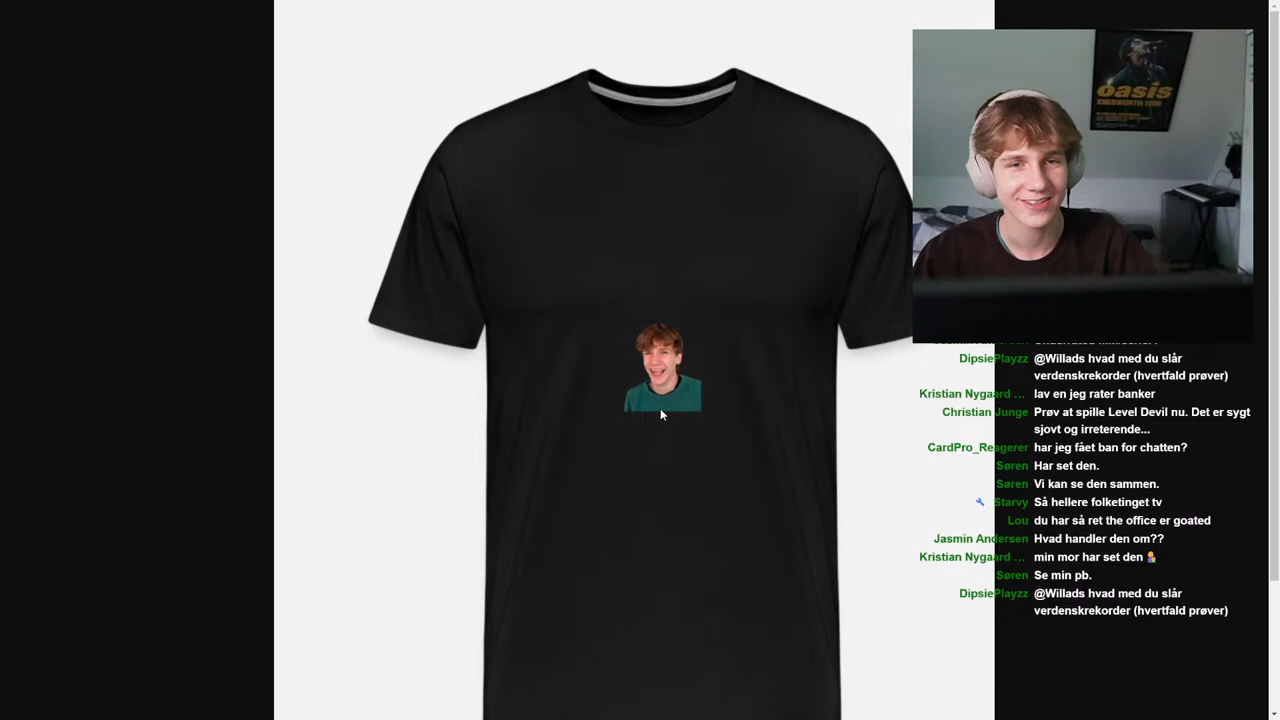 oasis
KNEBWORTH 1996
DipsiePlayzz @Willads hvad med du slår
verdenskrekorder (hvertfald prøver)
Kristian Nygaard ... lav en jeg rater banker
Christian Junge Prøv at spille Level Devil nu. Det er sygt
sjovt og irreterende...
CardPro_Reagerer har jeg fået ban for chatten?
Søren Har set den.
Søren Vi kan se den sammen.
Starvy Så hellere folketinget tv
Lou du har så ret the office er goated
Jasmin Andersen Hvad handler den om??
Kristian Nygaard ... min mor har set den
Søren Se min pb.
DipsiePlayzz @Willads hvad med du slår
verdenskrekorder (hvertfald prøver)